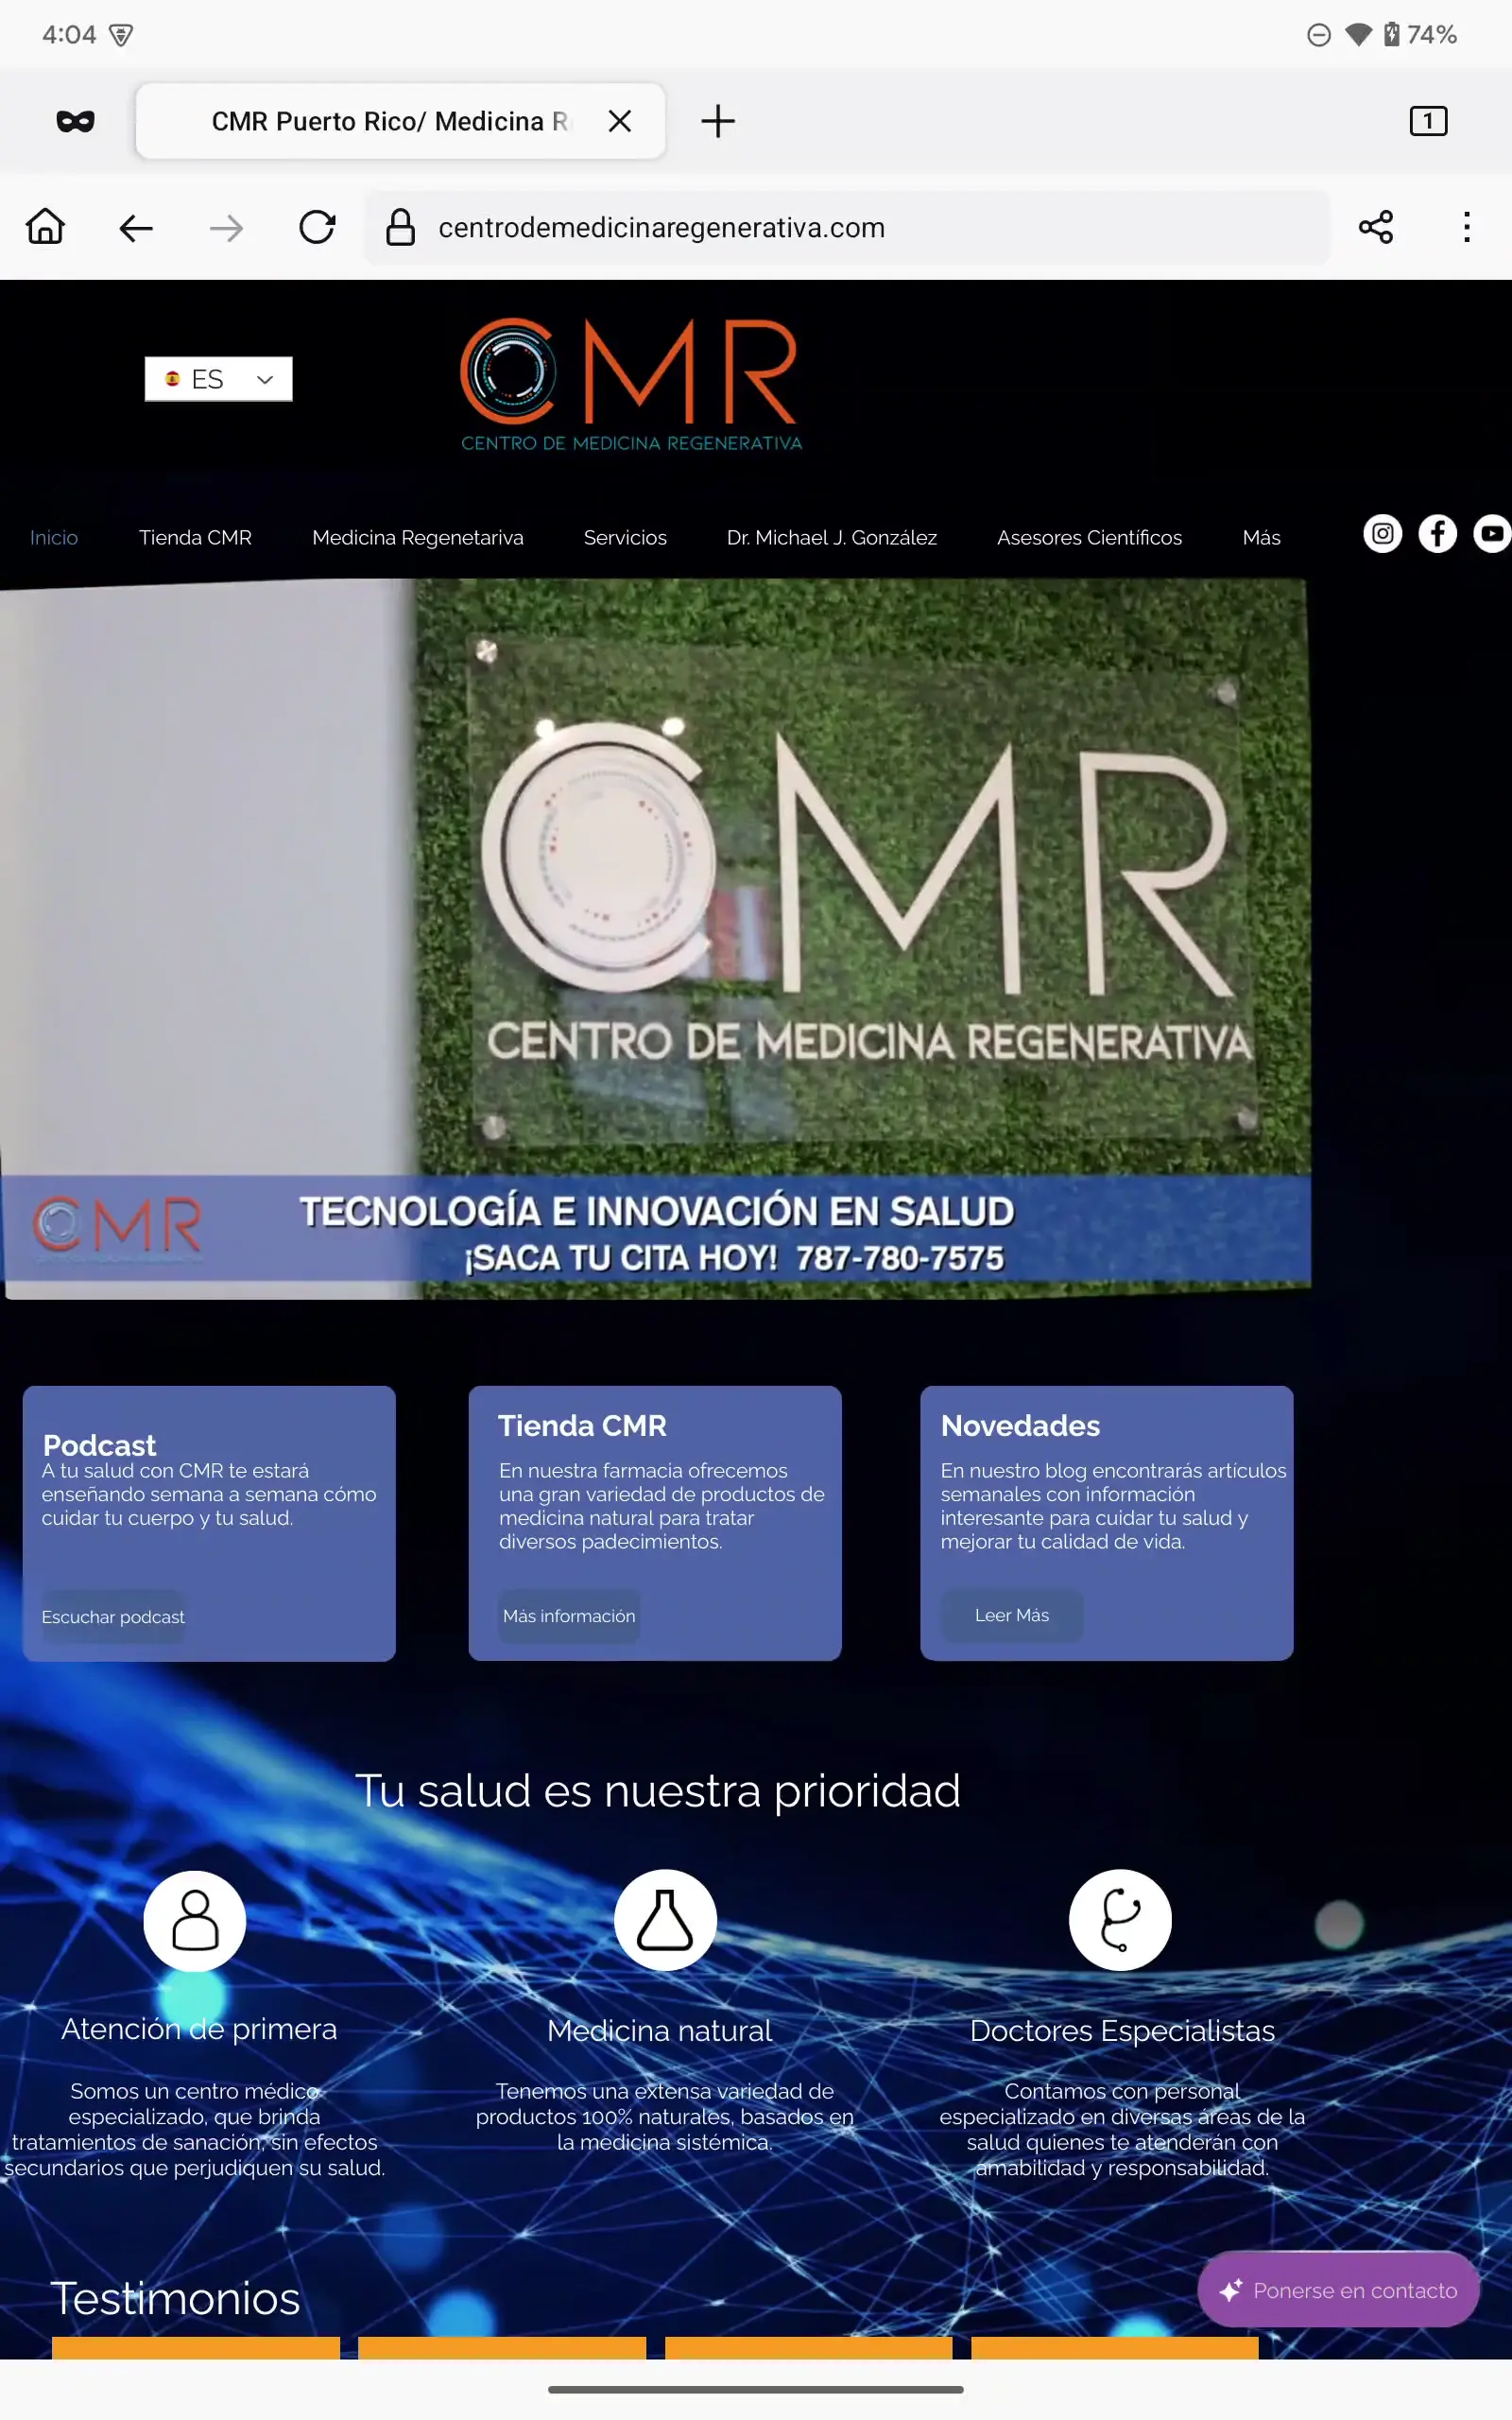 4:04
74%
CMR Puerto Rico/ Medicina R
1
centrodemedicinaregenerativa.com
ES
CMR
CENTRO DE MEDICINA REGENERATIVA
Inicio
Tienda CMR
Medicina Regenetariva
Servicios
Dr. Michael J. González
Asesores Científicos
Más
CMR
CENTRO DE MEDICINA REGENERATIVA
CMR
TECNOLOGÍA E INNOVACIÓN EN SALUD
¡SACA TU CITA HOY! 787-780-7575
Podcast
A tu salud con CMR te estará
enseñando semana a semana cómo
cuidar tu cuerpo y tu salud.
Escuchar podcast
Tienda CMR
En nuestra farmacia ofrecemos
una gran variedad de productos de
medicina natural para tratar
diversos padecimientos.
Más información
Novedades
En nuestro blog encontrarás artículos
semanales con información
interesante para cuidar tu salud y
mejorar tu calidad de vida.
Leer Más
Tu salud es nuestra prioridad
Atención de primera
Somos un centro médico
especializado, que brinda
tratamientos de sanación, sin efectos
secundarios que perjudiquen su salud.
Medicina natural
Tenemos una extensa variedad de
productos 100% naturales, basados en
la medicina sistémica.
Doctores Especialistas
Contamos con personal
especializado en diversas áreas de la
salud quienes te atenderán con
amabilidad y responsabilidad.
Testimonios
Ponerse en contacto